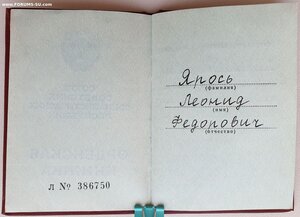 www.FORUMS-SU.com
Ярось
(фамилия)
Леонид
(имя)
Федорович
(отчество)
Л № 386750